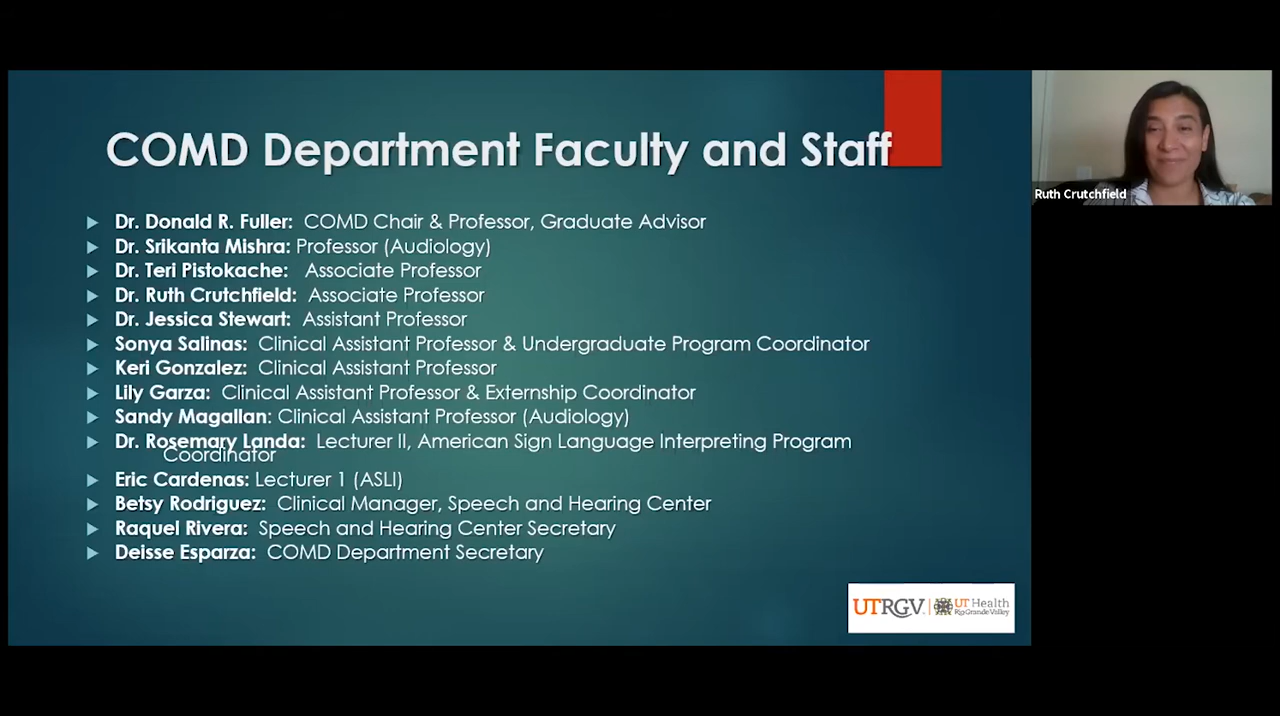 COMD Department Faculty and Staff
Ruth Crutchfield
Dr. Donald R. Fuller: COMD Chair & Professor, Graduate Advisor
Dr. Srikanta Mishra: Professor (Audiology)
Dr. Teri Pistokache: Associate Professor
Dr. Ruth Crutchfield: Associate Professor
Dr. Jessica Stewart: Assistant Professor
Sonya Salinas: Clinical Assistant Professor & Undergraduate Program Coordinator
Keri Gonzalez: Clinical Assistant Professor
Lily Garza: Clinical Assistant Professor & Externship Coordinator
Sandy Magallan: Clinical Assistant Professor (Audiology)
Dr. Rosemary Landa: Lecturer II, American Sign Language Interpreting Program
Coordinator
Eric Cardenas: Lecturer 1 (ASLI)
Betsy Rodriguez: Clinical Manager, Speech and Hearing Center
Raquel Rivera: Speech and Hearing Center Secretary
Deisse Esparza: COMD Department Secretary
UTRGV
UT Health
Rio Grande Valley